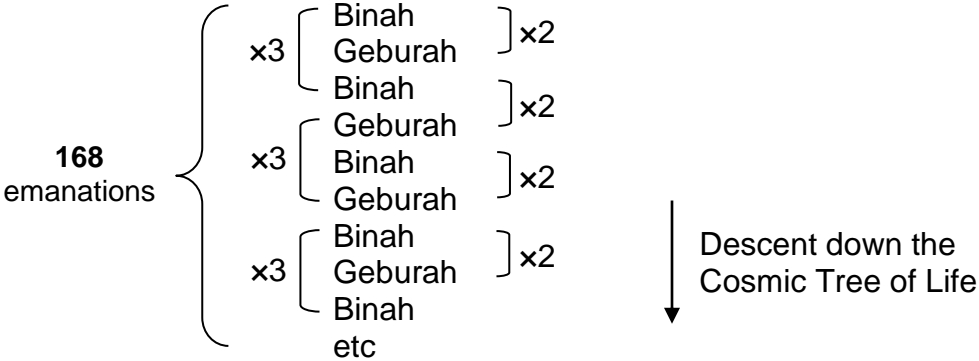 Binah
×3 Geburah ×2
Binah
Geburah ×2
168 ×3 Binah
emanations Geburah ×2
Binah
×3 Geburah ×2
Binah
etc
Descent down the
Cosmic Tree of Life